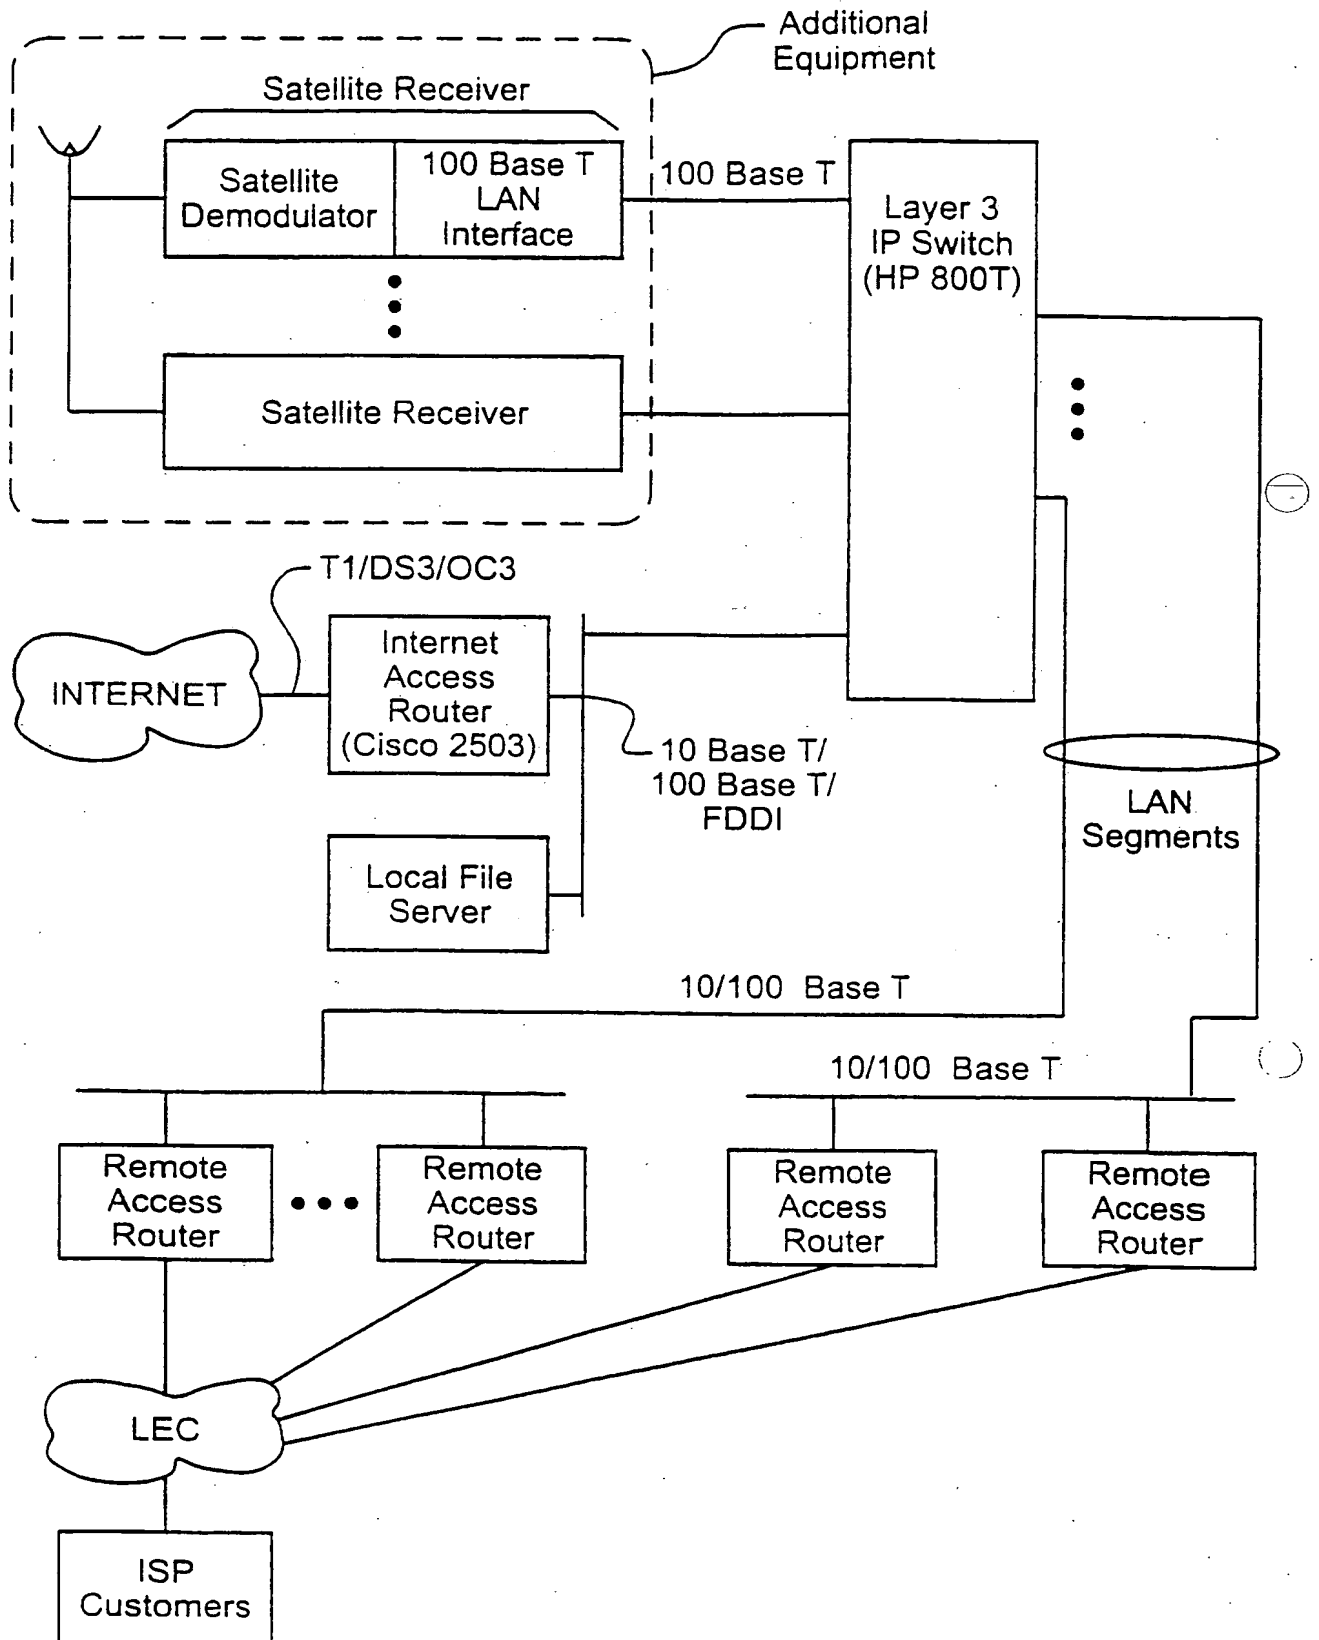 Additional
Equipment
Satellite Receiver
Satellite
Demodulator
100 Base T
LAN
Interface
100 Base T
Layer 3
IP Switch
(HP 800T)
Satellite Receiver
T1/DS3/OC3
INTERNET
Internet
Access
Router
(Cisco 2503)
10 Base T/
100 Base T/
FDDI
LAN
Segments
Local File
Server
10/100 Base T
10/100 Base T
Remote
Access
Router
Remote
Access
Router
Remote
Access
Router
Remote
Access
Router
LEC
ISP
Customers